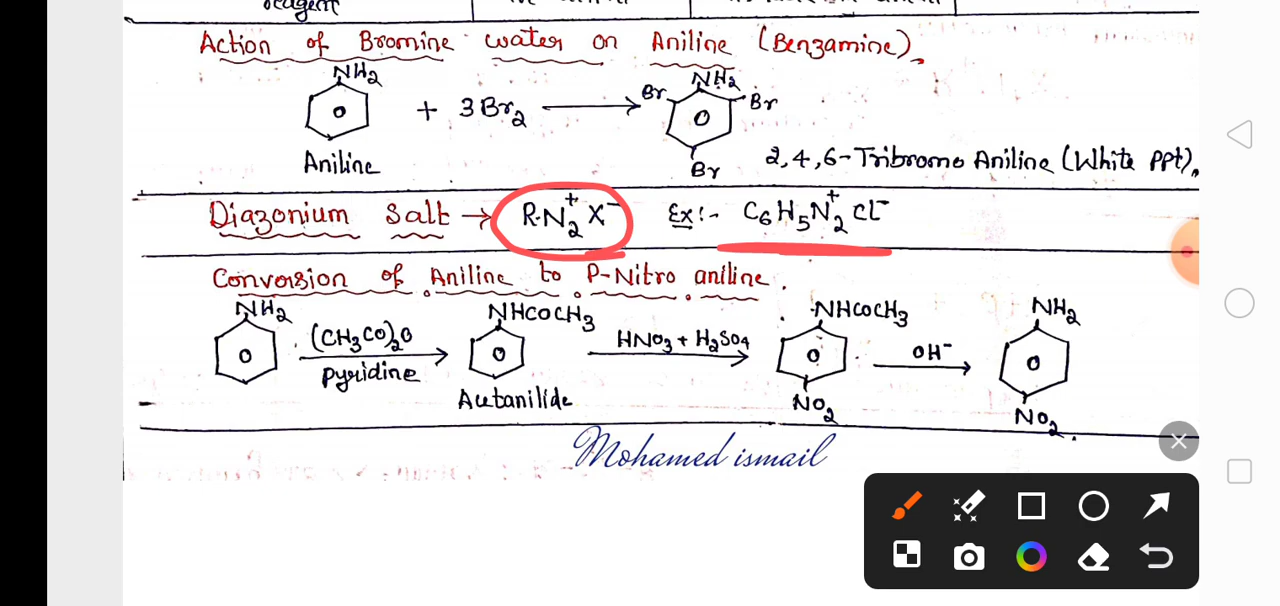 reagent
Action of Bromine water on Aniline (Benzamine).
NH2 NH2
Br Br
+ 3Br2
Aniline Br 2,4,6-Tribromo Aniline (White ppt).
Diazonium Salt → R-N2+ X- Ex:- C6H5N2+ Cl-
Conversion of Aniline to P-Nitro aniline.
NH2 NHCOCH3 NHCOCH3 NH2
(CH3CO)2O HNO3 + H2SO4 OH-
pyridine
Acetanilide NO2 NO2.
Mohamed ismail